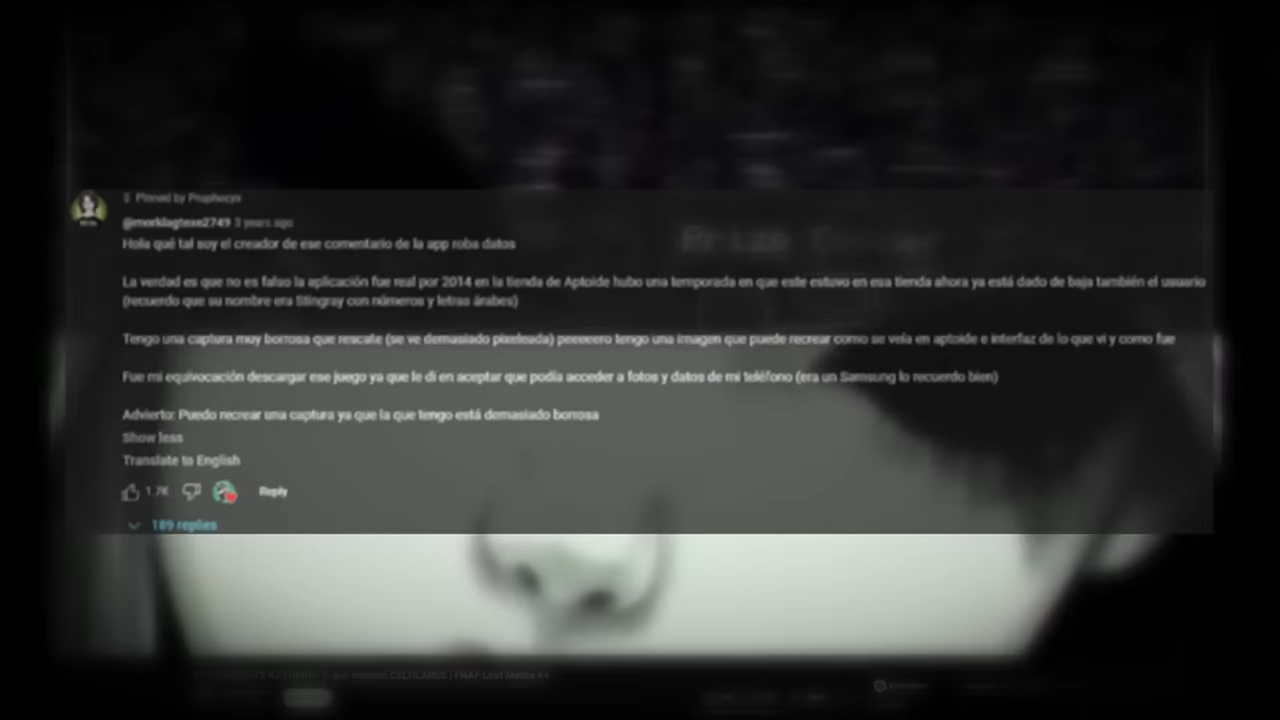 Pinned by Prophocyx
@morklagtexe2749 3 years ago
Hola qué tal soy el creador de ese comentario de la app roba datos
La verdad es que no es falso la aplicación fue real por 2014 en la tienda de Aptoide hubo una temporada en que este estuvo en esa tienda ahora ya está dado de baja también el usuario
(recuerdo que su nombre era Stingray con números y letras árabes)
Tengo una captura muy borrosa que rescate (se ve demasiado pixeleada) peeeeero tengo una imagen que puede recrear como se veía en aptoide e interfaz de lo que vi y como fue
Fue mi equivocación descargar ese juego ya que le di en aceptar que podía acceder a fotos y datos de mi teléfono (era un Samsung lo recuerdo bien)
Advierto: Puedo recrear una captura ya que la que tengo está demasiado borrosa
Show less
Translate to English
1.7K Reply
189 replies
CELULARES | FNAF Lost Media